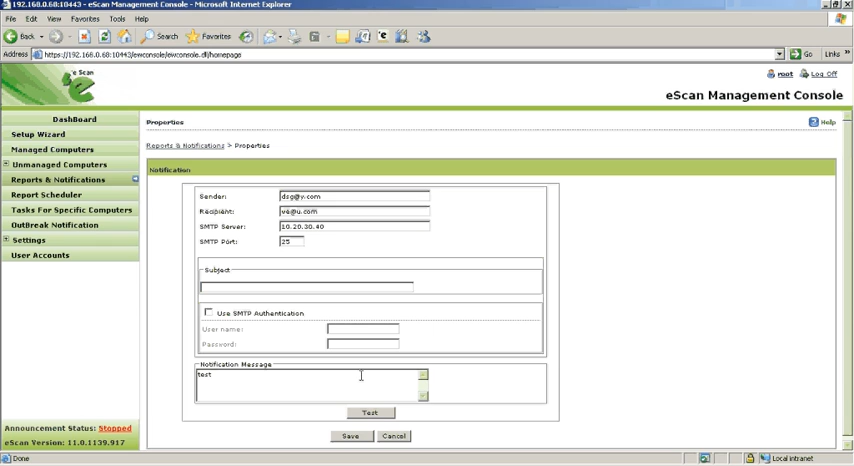 192.168.0.68:10443 - eScan Management Console - Microsoft Internet Explorer
File Edit View Favorites Tools Help
Back Search Favorites
Address https://192.168.0.68:10443/ewconsole/ewconsole.dll/homepage Go Links »
e Scan
root Log Off
eScan Management Console
DashBoard
Setup Wizard
Managed Computers
Unmanaged Computers
Reports & Notifications
Report Scheduler
Tasks For Specific Computers
OutBreak Notification
Settings
User Accounts
Announcement Status: Stopped
eScan Version: 11.0.1139.917
Properties Help
Reports & Notifications > Properties
Notification
Sender: dsg@y.com
Recipient: ve@u.com
SMTP Server: 10.20.30.40
SMTP Port: 25
Subject
Use SMTP Authentication
User name:
Password:
Notification Message
test
Test
Save Cancel
Done Local intranet